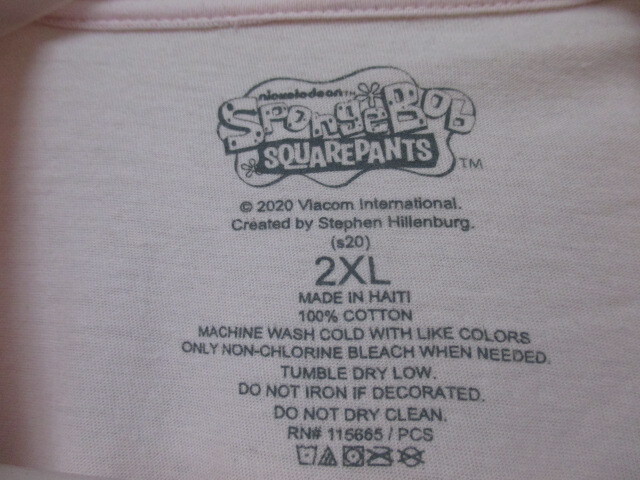 nickelodeon™
SPONGEBOB
SQUAREPANTS ™
© 2020 Viacom International.
Created by Stephen Hillenburg.
(s20)
2XL
MADE IN HAITI
100% COTTON
MACHINE WASH COLD WITH LIKE COLORS
ONLY NON-CHLORINE BLEACH WHEN NEEDED.
TUMBLE DRY LOW.
DO NOT IRON IF DECORATED.
DO NOT DRY CLEAN.
RN# 115665 / PCS